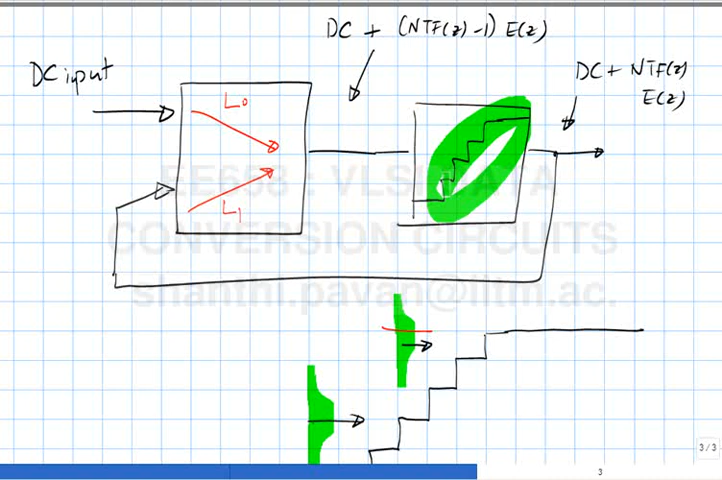 DC + (NTF(z)-1) E(z)
DC input
DC + NTF(z)
E(z)
L0
L1
EE658 : VLSI DATA
CONVERSION CIRCUITS
shanthi.pavan@iitm.ac.
3/3
3